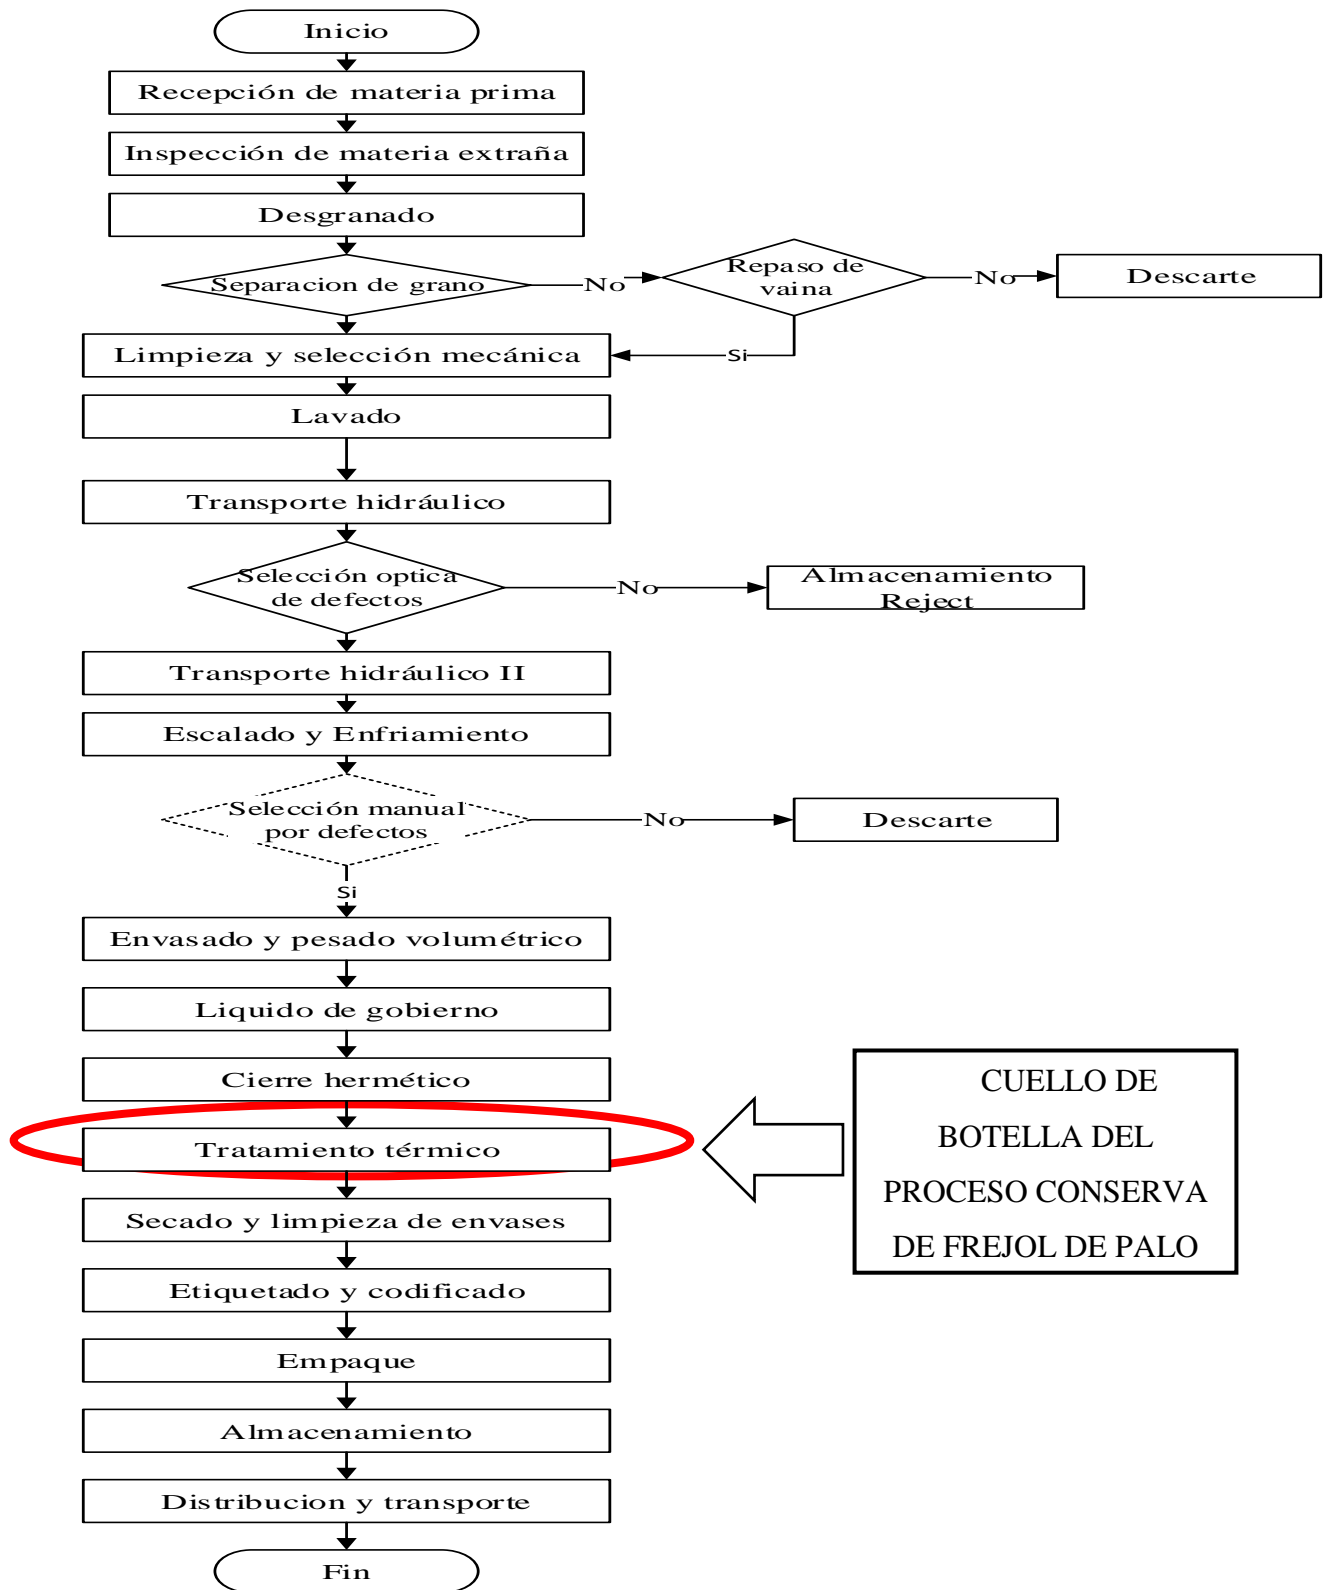 Inicio
Recepción de materia prima
Inspección de materia extraña
Desgranado
Separacion de grano
No
Repaso de
vaina
No
Descarte
Si
Limpieza y selección mecánica
Lavado
Transporte hidráulico
Selección optica
de defectos
No
Almacenamiento
Reject
Transporte hidráulico II
Escalado y Enfriamiento
Selección manual
por defectos
No
Descarte
Si
Envasado y pesado volumétrico
Liquido de gobierno
Cierre hermético
Tratamiento térmico
CUELLO DE
BOTELLA DEL
PROCESO CONSERVA
DE FREJOL DE PALO
Secado y limpieza de envases
Etiquetado y codificado
Empaque
Almacenamiento
Distribucion y transporte
Fin